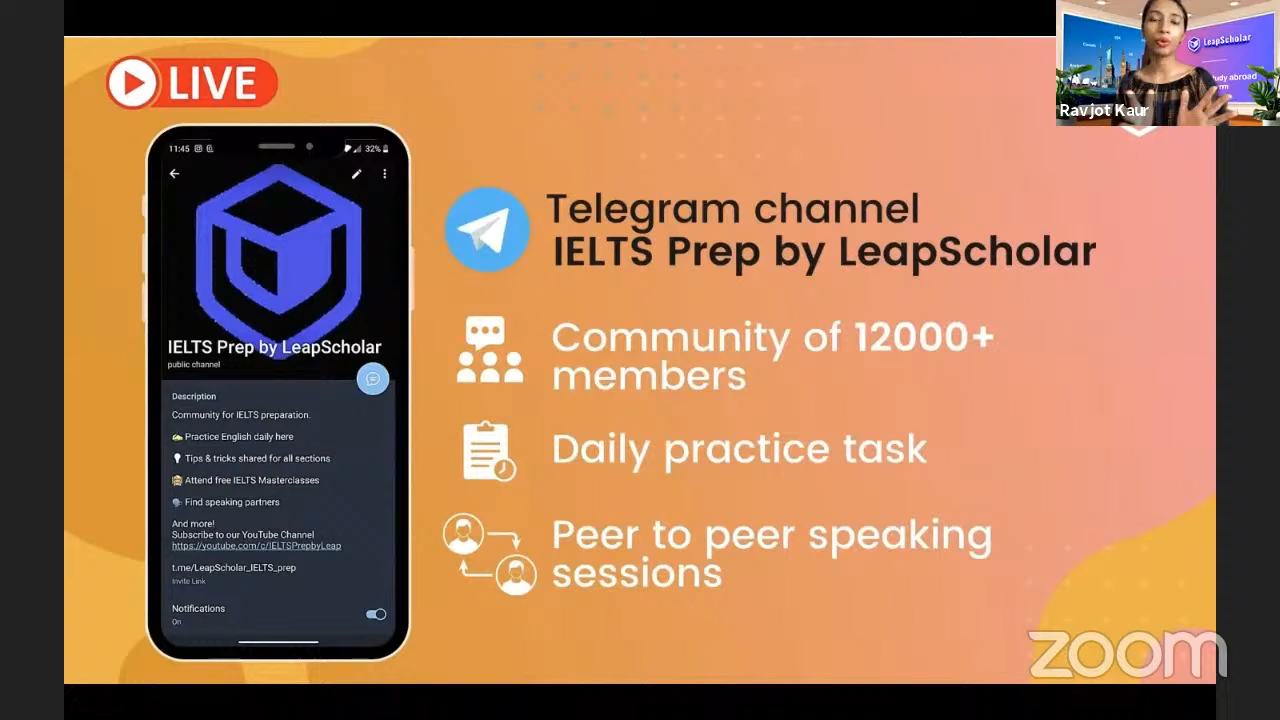 LIVE
11:45
32%
IELTS Prep by LeapScholar
public channel
Description
Community for IELTS preparation.
Practice English daily here
Tips & tricks shared for all sections
Attend free IELTS Masterclasses
Find speaking partners
And more!
Subscribe to our YouTube Channel
https://youtube.com/c/IELTSPrepbyLeap
t.me/LeapScholar_IELTS_prep
Invite Link
Notifications
On
Telegram channel
IELTS Prep by LeapScholar
Community of 12000+
members
Daily practice task
Peer to peer speaking
sessions
LeapScholar
udy abroad
Ravjot Kaur
zoom